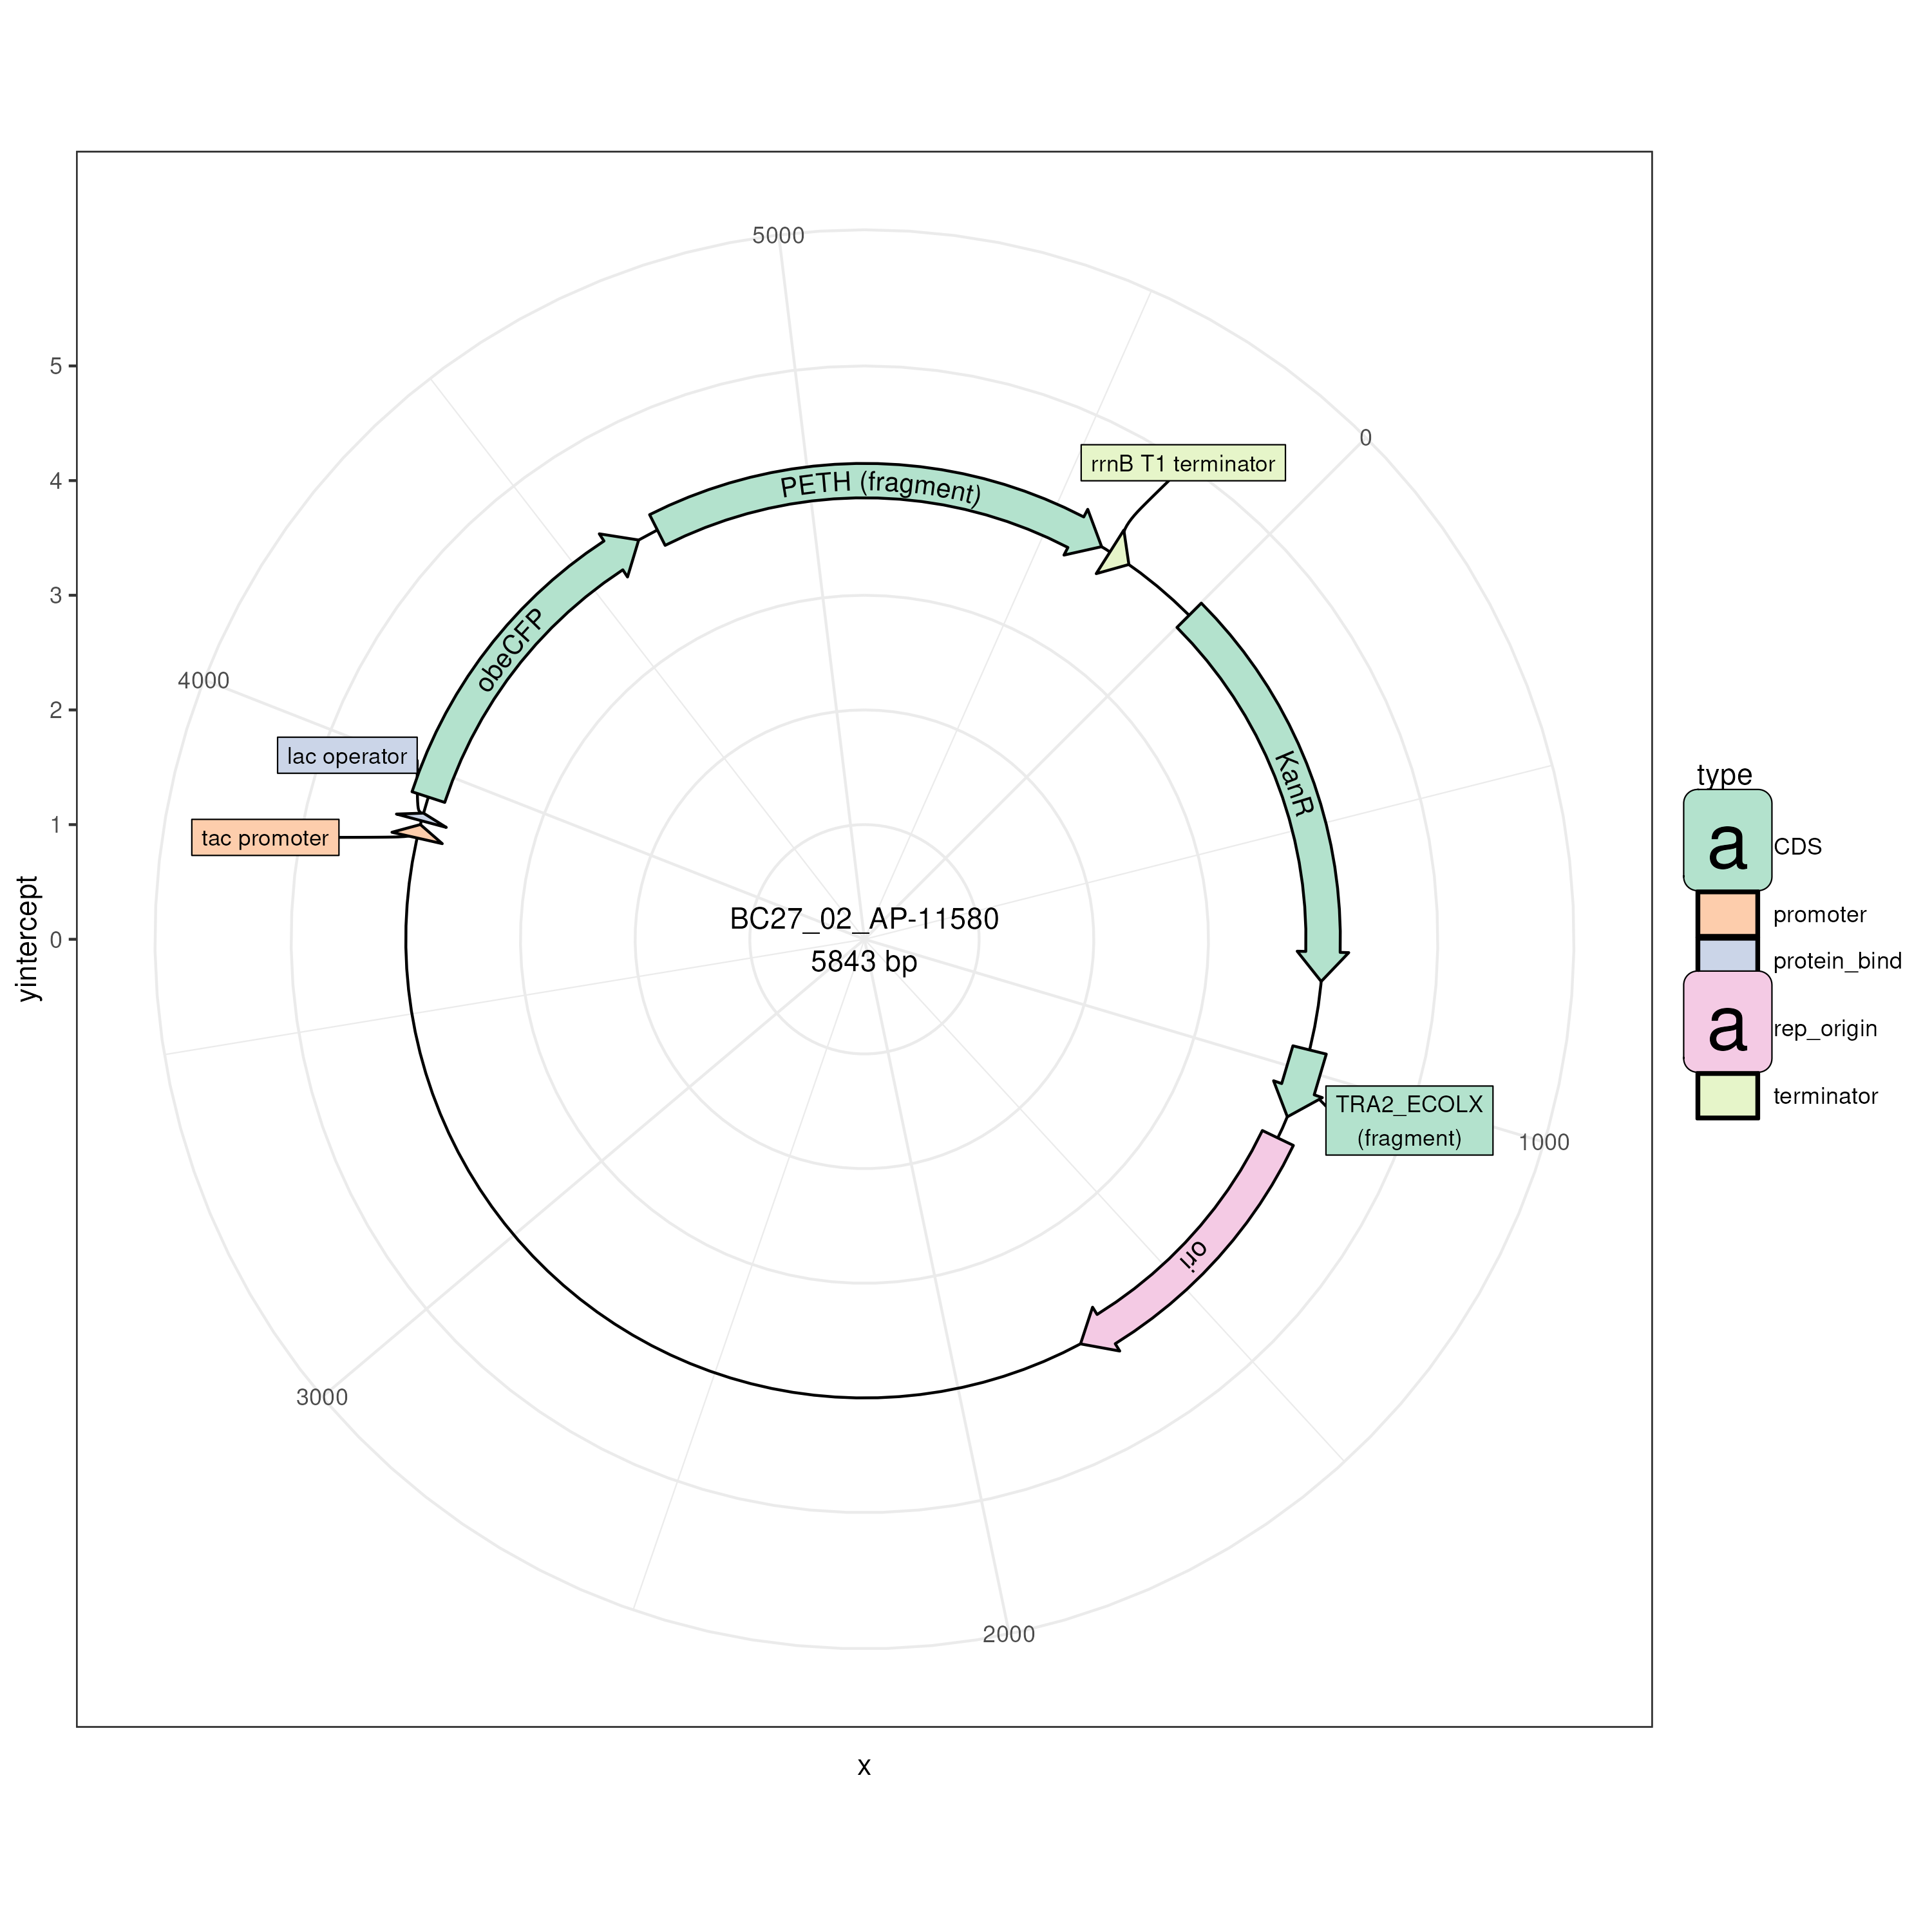 5000
0
rrnB T1 terminator
PETH (fragment)
obeCFP
KanR
4000
lac operator
tac promoter
BC27_02_AP-11580
5843 bp
TRA2_ECOLX
(fragment)
1000
ori
3000
2000
5
4
3
2
1
0
yintercept
x
type
a CDS
promoter
protein_bind
a rep_origin
terminator